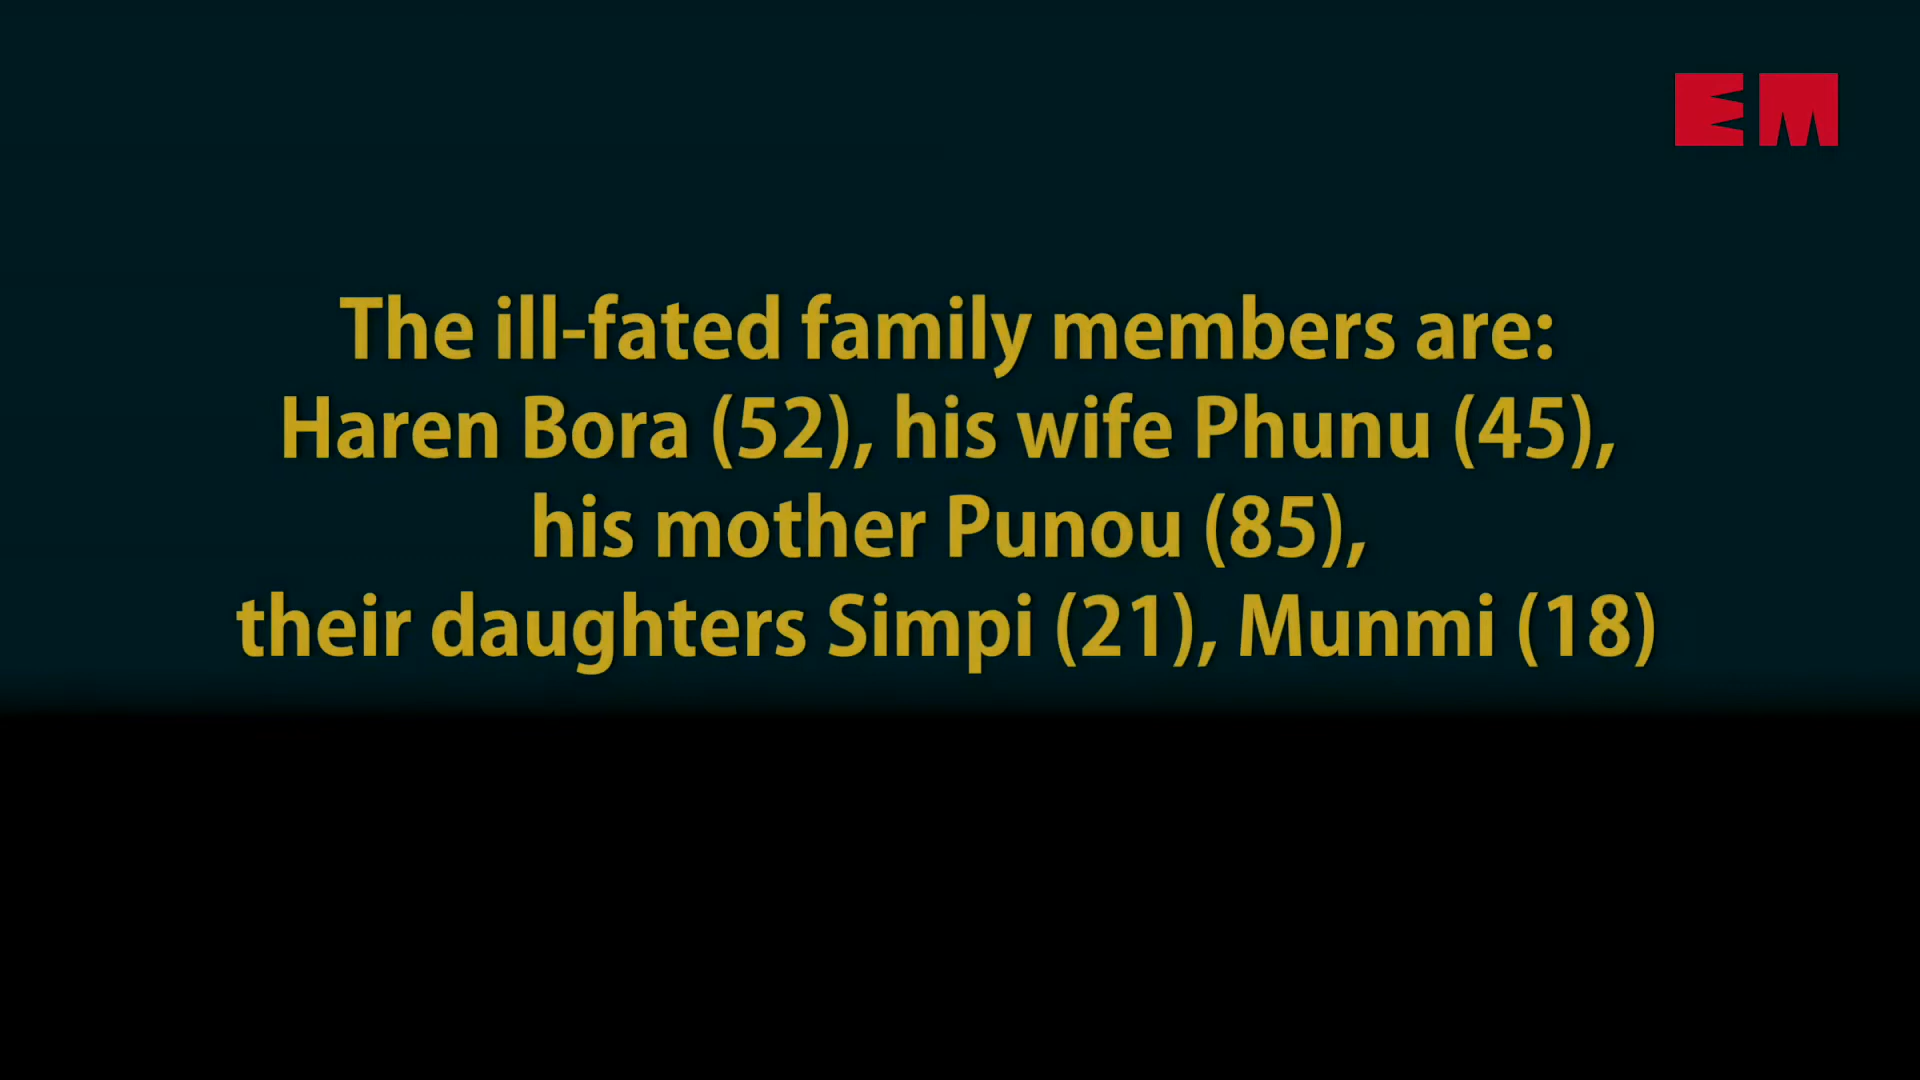 EM
The ill-fated family members are:
Haren Bora (52), his wife Phunu (45),
his mother Punou (85),
their daughters Simpi (21), Munmi (18)